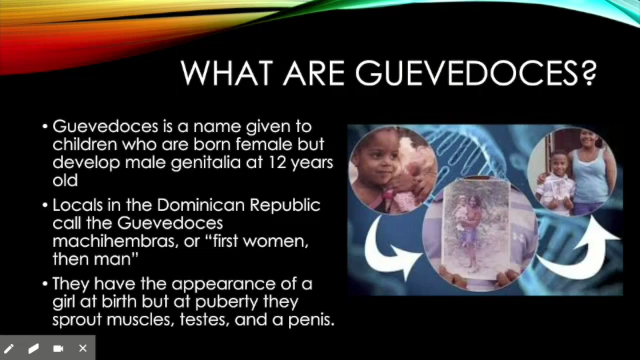 WHAT ARE GUEVEDOCES?
• Guevedoces is a name given to
children who are born female but
develop male genitalia at 12 years
old
• Locals in the Dominican Republic
call the Guevedoces
machihembras, or “first women,
then man”
• They have the appearance of a
girl at birth but at puberty they
sprout muscles, testes, and a penis.